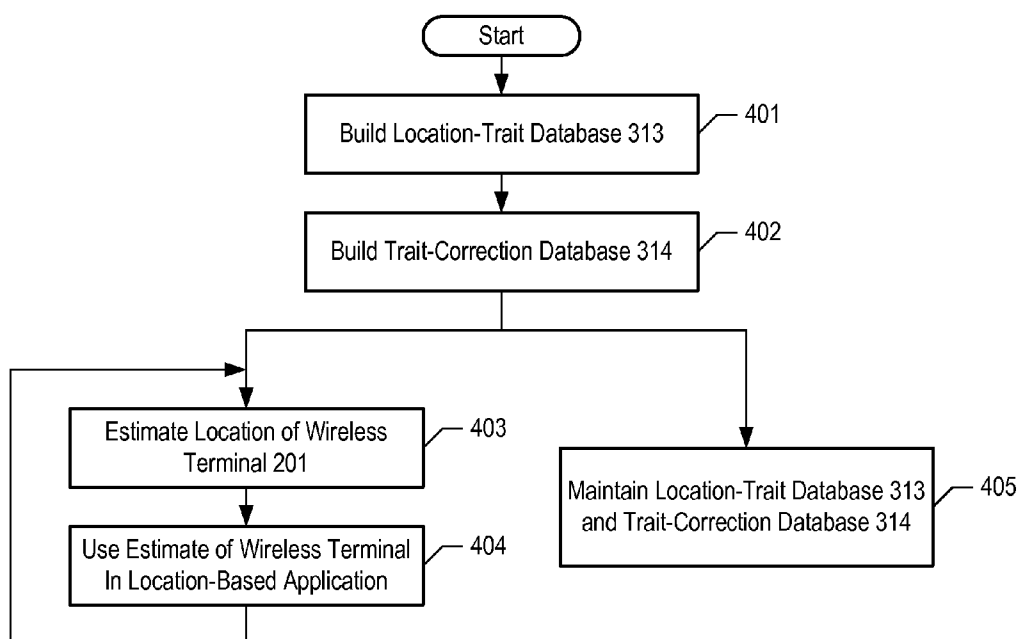 Start
Build Location-Trait Database 313
401
Build Trait-Correction Database 314
402
Estimate Location of Wireless
Terminal 201
403
Use Estimate of Wireless Terminal
In Location-Based Application
404
Maintain Location-Trait Database 313
and Trait-Correction Database 314
405